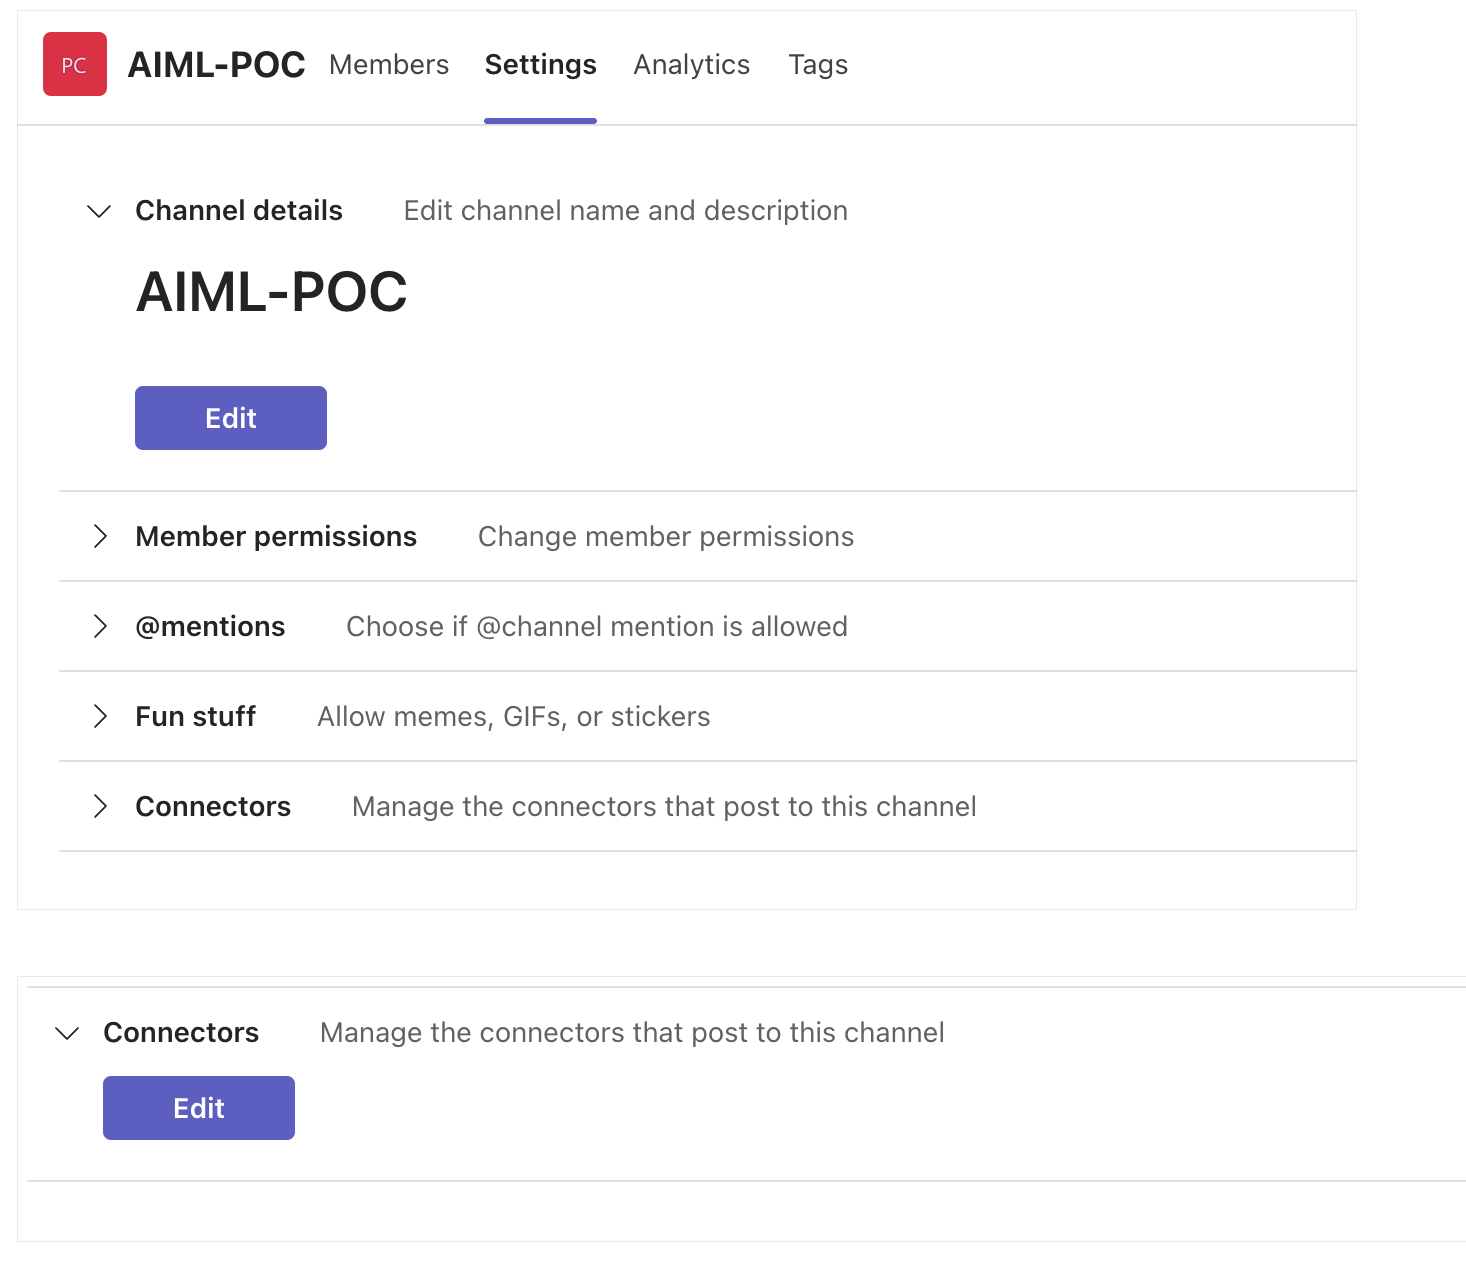 PC AIML-POC Members Settings Analytics Tags
Channel details Edit channel name and description
AIML-POC
Edit
Member permissions Change member permissions
@mentions Choose if @channel mention is allowed
Fun stuff Allow memes, GIFs, or stickers
Connectors Manage the connectors that post to this channel
Connectors Manage the connectors that post to this channel
Edit